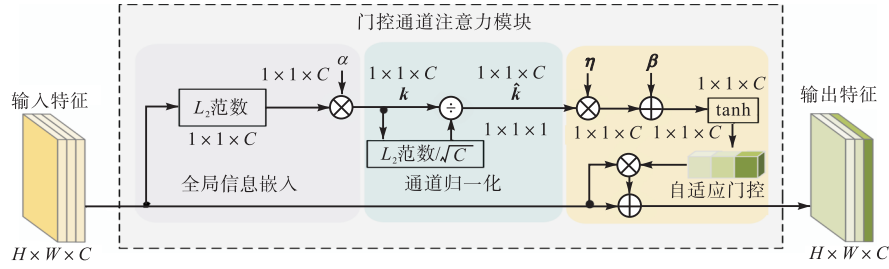 门控通道注意力模块
输入特征
H×W×C
L₂范数
1×1×C
1×1×C
α
全局信息嵌入
1×1×C
k
÷
1×1×C
k̂
1×1×1
L₂范数/√C
通道归一化
η
β
1×1×C
1×1×C
1×1×C
tanh
自适应门控
输出特征
H×W×C